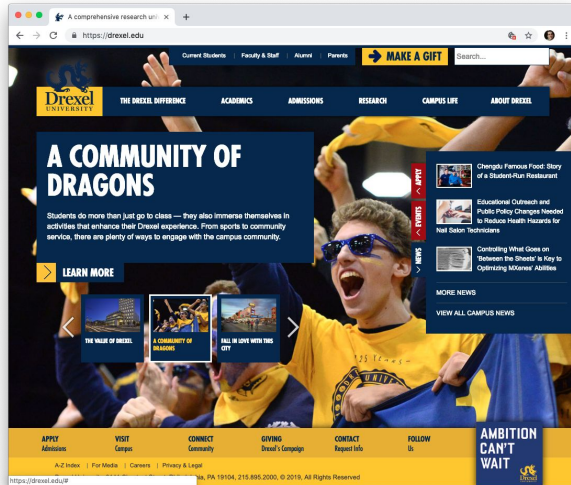 A comprehensive research uni
https://drexel.edu
Current Students | Faculty & Staff | Alumni | Parents
MAKE A GIFT
Search...
Drexel
UNIVERSITY
THE DREXEL DIFFERENCE
ACADEMICS
ADMISSIONS
RESEARCH
CAMPUS LIFE
ABOUT DREXEL
A COMMUNITY OF
DRAGONS
Students do more than just go to class — they also immerse themselves in
activities that enhance their Drexel experience. From sports to community
service, there are plenty of ways to engage with the campus community.
LEARN MORE
THE VALUE OF DREXEL
A COMMUNITY OF
DRAGONS
FALL IN LOVE WITH THIS
CITY
APPLY
EVENTS
NEWS
Chengdu Famous Food: Story
of a Student-Run Restaurant
Educational Outreach and
Public Policy Changes Needed
to Reduce Health Hazards for
Nail Salon Technicians
Controlling What Goes on
'Between the Sheets' Is Key to
Optimizing MXenes' Abilities
MORE NEWS
VIEW ALL CAMPUS NEWS
APPLY
Admissions
VISIT
Campus
CONNECT
Community
GIVING
Drexel's Campaign
CONTACT
Request Info
FOLLOW
Us
AMBITION
CAN'T
WAIT
Drexel
A-Z Index | For Media | Careers | Privacy & Legal
PA 19104, 215.895.2000, © 2019, All Rights Reserved
https://drexel.edu/#